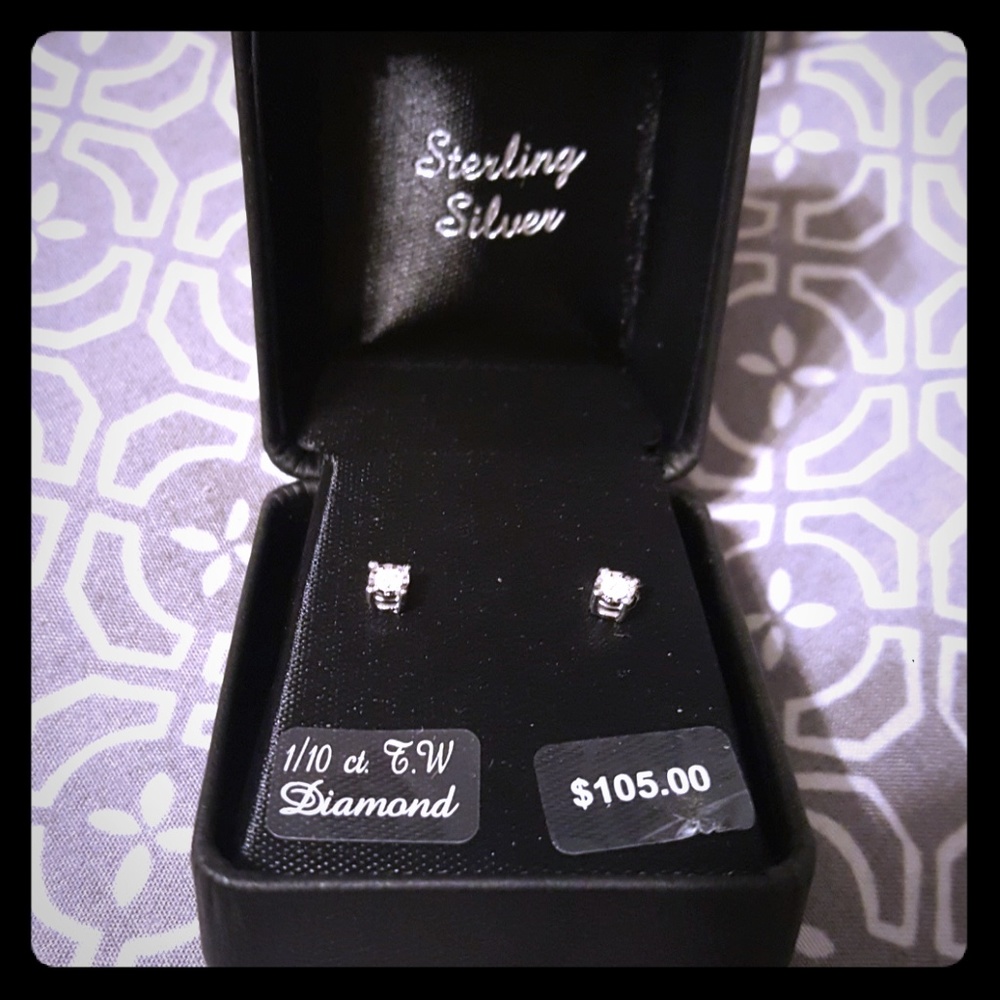 Sterling
Silver
1/10 ct. T.W
Diamond
$105.00